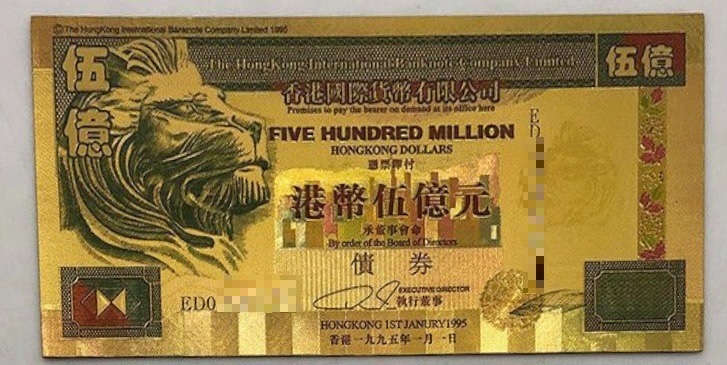 ©The HongKong International Banknote Company Limited 1995
伍億
The HongKong International Banknote Company Limited
伍億
香港國際貨幣有限公司
Promises to pay the bearer on demand at its office here
FIVE HUNDRED MILLION
HONGKONG DOLLARS
憑票擇付
港幣伍億元
承董事會命
By order of the Board of Directors
債券
ED
ED0
EXECUTIVE DIRECTOR
執行董事
HONGKONG 1ST JANURY1995
香港一九九五年一月一日